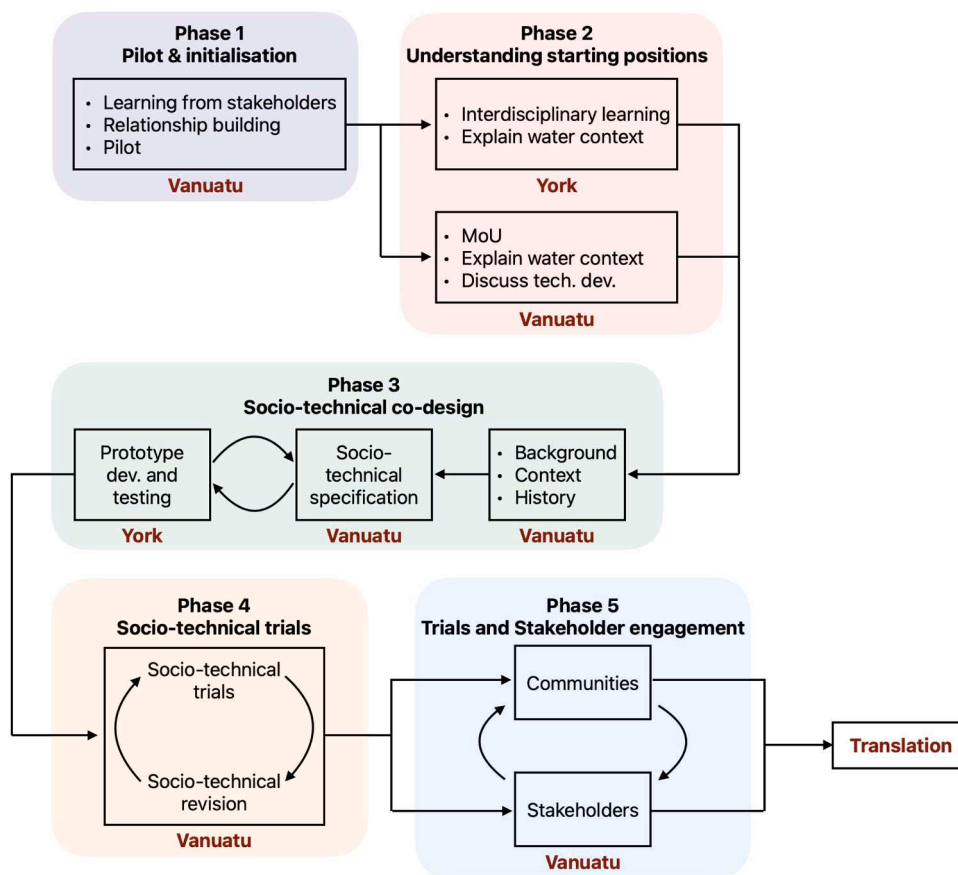 Phase 1
Pilot & initialisation
• Learning from stakeholders
• Relationship building
• Pilot
Vanuatu
Phase 2
Understanding starting positions
• Interdisciplinary learning
• Explain water context
York
• MoU
• Explain water context
• Discuss tech. dev.
Vanuatu
Phase 3
Socio-technical co-design
Prototype
dev. and
testing
York
Socio-
technical
specification
Vanuatu
• Background
• Context
• History
Vanuatu
Phase 4
Socio-technical trials
Socio-technical
trials
Socio-technical
revision
Vanuatu
Phase 5
Trials and Stakeholder engagement
Communities
Stakeholders
Vanuatu
Translation